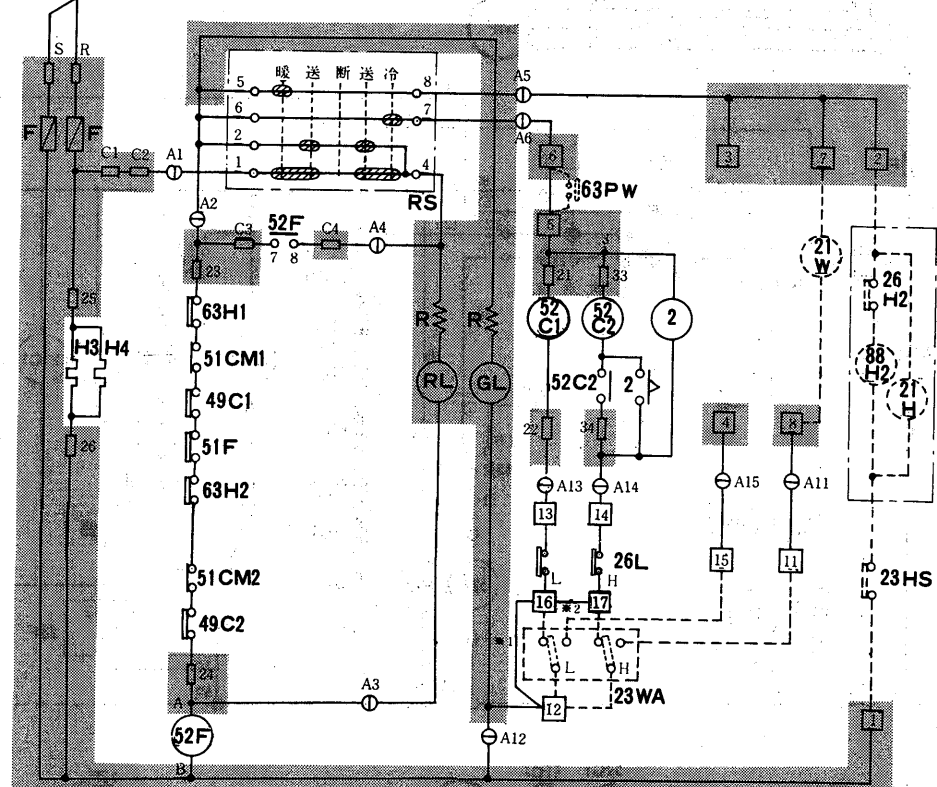 S R
暖 送 断 送 冷
5 8 A5
F F
6 7
A6
2
C1 C2 A1
1 4
RS
6
3 7 2
63PW
A2
52F
C3 7 8 C4 A4
5
23
21 33
21
W
25
63H1
26
H2
R R
52
C1
52
C2
2
H3 H4
51CM1
88
H2
RL GL
52C2 2
21
H
49C1
22 34
4 8
26
51F
63H2
A13 A14
A15 A11
13 14
26L
15 11
51CM2
L H
23HS
16 17
※2
49C2
※1
L H
24
A3
23WA
A
12
1
52F
A12
B